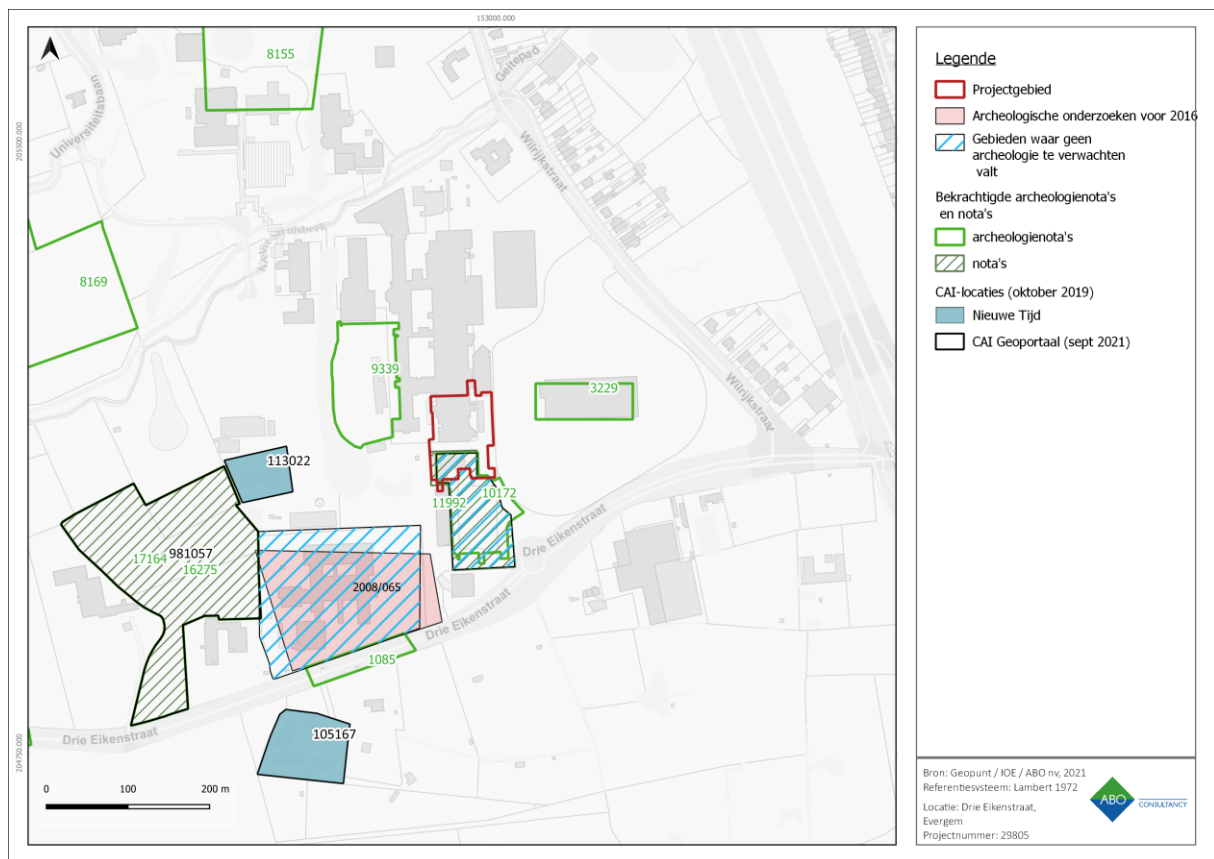 153000.000
205500.000
204750.000
8155
Geitepad
Universiteitsbaan
Wilrijkstraat
8169
9339
3229
Wilrijkstraat
113022
11992
10172
Drie Eikenstraat
17164
981057
16275
2008/065
Drie Eikenstraat
1085
Drie Eikenstraat
105167
0 100 200 m
Legende
Projectgebied
Archeologische onderzoeken voor 2016
Gebieden waar geen
archeologie te verwachten
valt
Bekrachtigde archeologienota's
en nota's
archeologienota's
nota's
CAI-locaties (oktober 2019)
Nieuwe Tijd
CAI Geoportaal (sept 2021)
Bron: Geopunt / IOE / ABO nv, 2021
Referentiesysteem: Lambert 1972
Locatie: Drie Eikenstraat,
Evergem
Projectnummer: 29805
ABO
CONSULTANCY